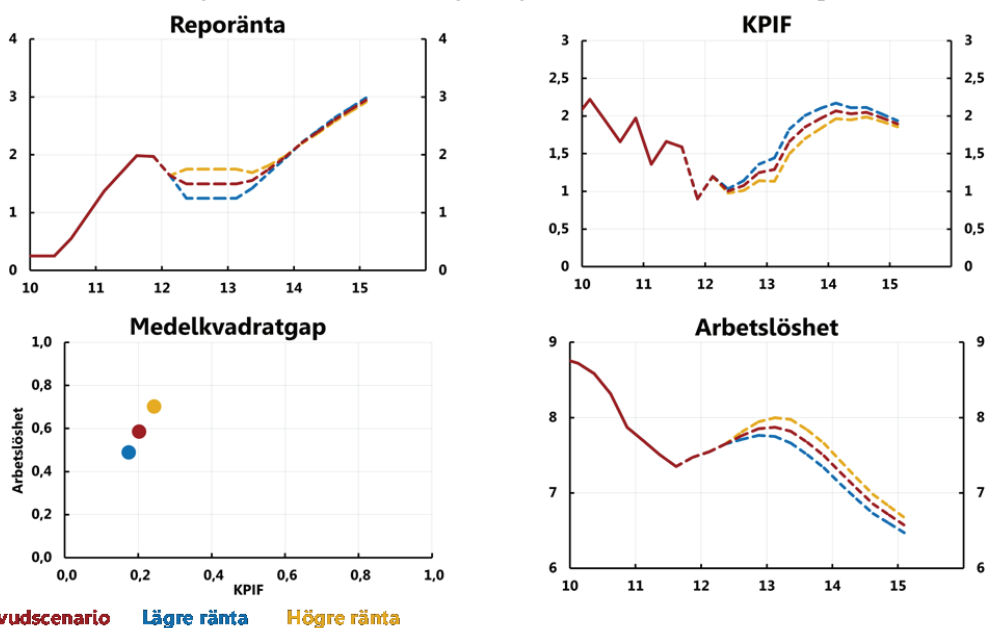 Reporänta
4 4
3 3
2 2
1 1
0 0
10 11 12 13 14 15
KPIF
3 3
2,5 2,5
2 2
1,5 1,5
1 1
0,5 0,5
0 0
10 11 12 13 14 15
Medelkvadratgap
1,0
0,8
0,6
0,4
0,2
0,0
Arbetslöshet
0,0 0,2 0,4 0,6 0,8 1,0
KPIF
Arbetslöshet
9 9
8 8
7 7
6 6
10 11 12 13 14 15
vudscenario Lägre ränta Högre ränta